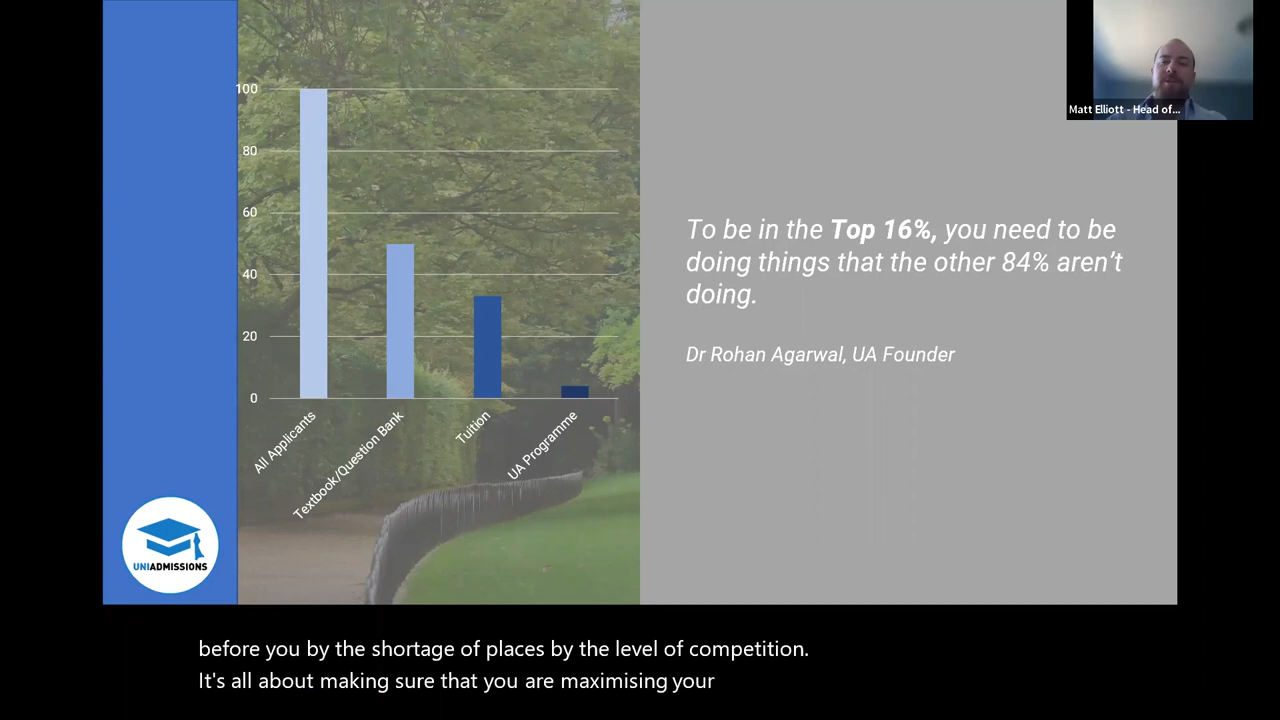 100
80
60
40
20
0
All Applicants
Textbook/Question Bank
Tuition
UA Programme
UNIADMISSIONS
Matt Elliott - Head of...
To be in the Top 16%, you need to be
doing things that the other 84% aren't
doing.
Dr Rohan Agarwal, UA Founder
before you by the shortage of places by the level of competition.
It's all about making sure that you are maximising your